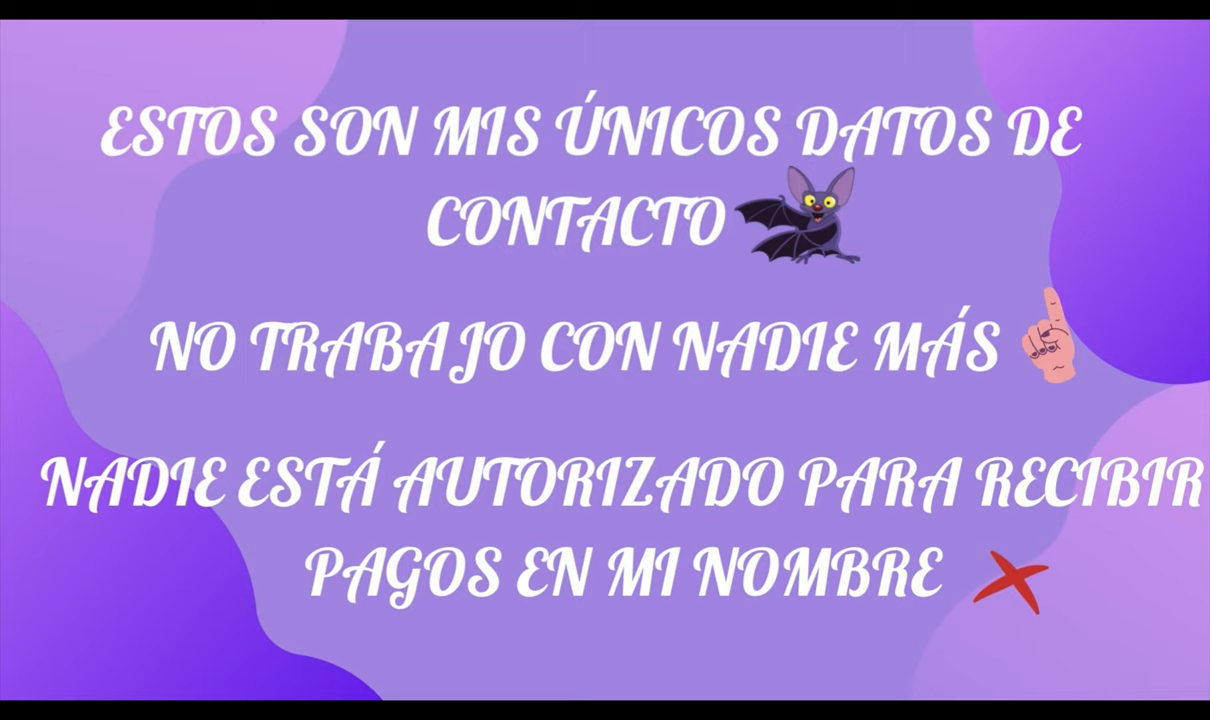 ESTOS SON MIS ÚNICOS DATOS DE
CONTACTO
NO TRABAJO CON NADIE MÁS
NADIE ESTÁ AUTORIZADO PARA RECIBIR
PAGOS EN MI NOMBRE